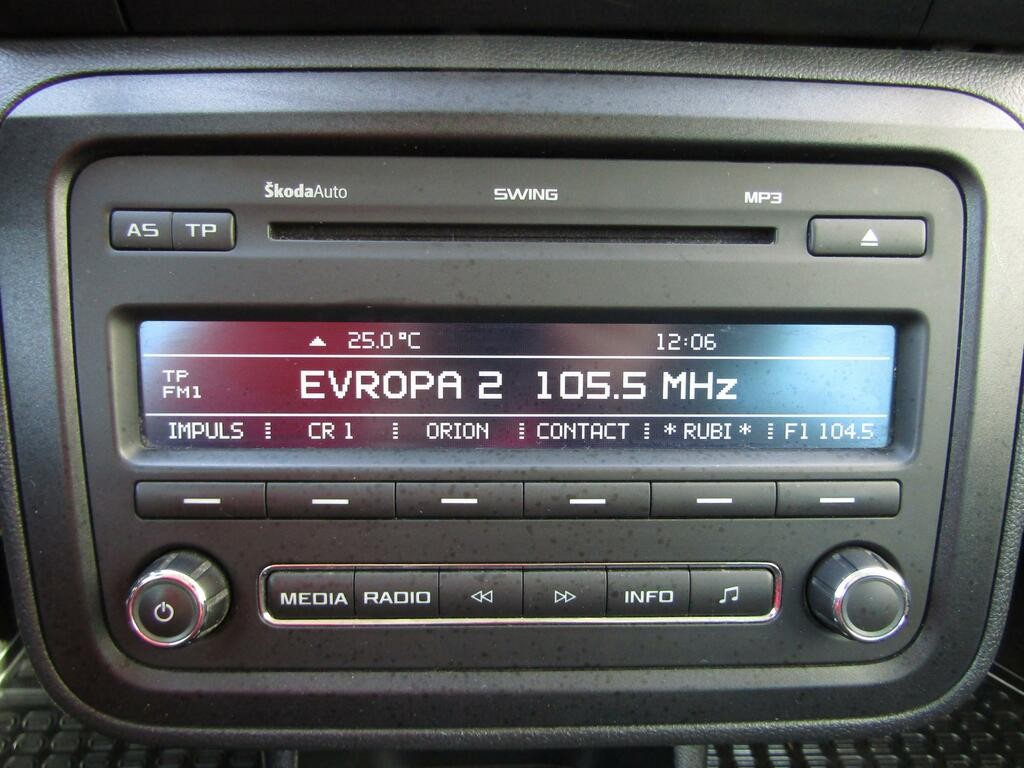 ŠkodaAuto SWING MP3
AS TP
25.0°C 12:06
TP
FM1
EVROPA 2 105.5 MHz
IMPULS CR 1 ORION CONTACT *RUBI* F1 104.5
MEDIA RADIO INFO